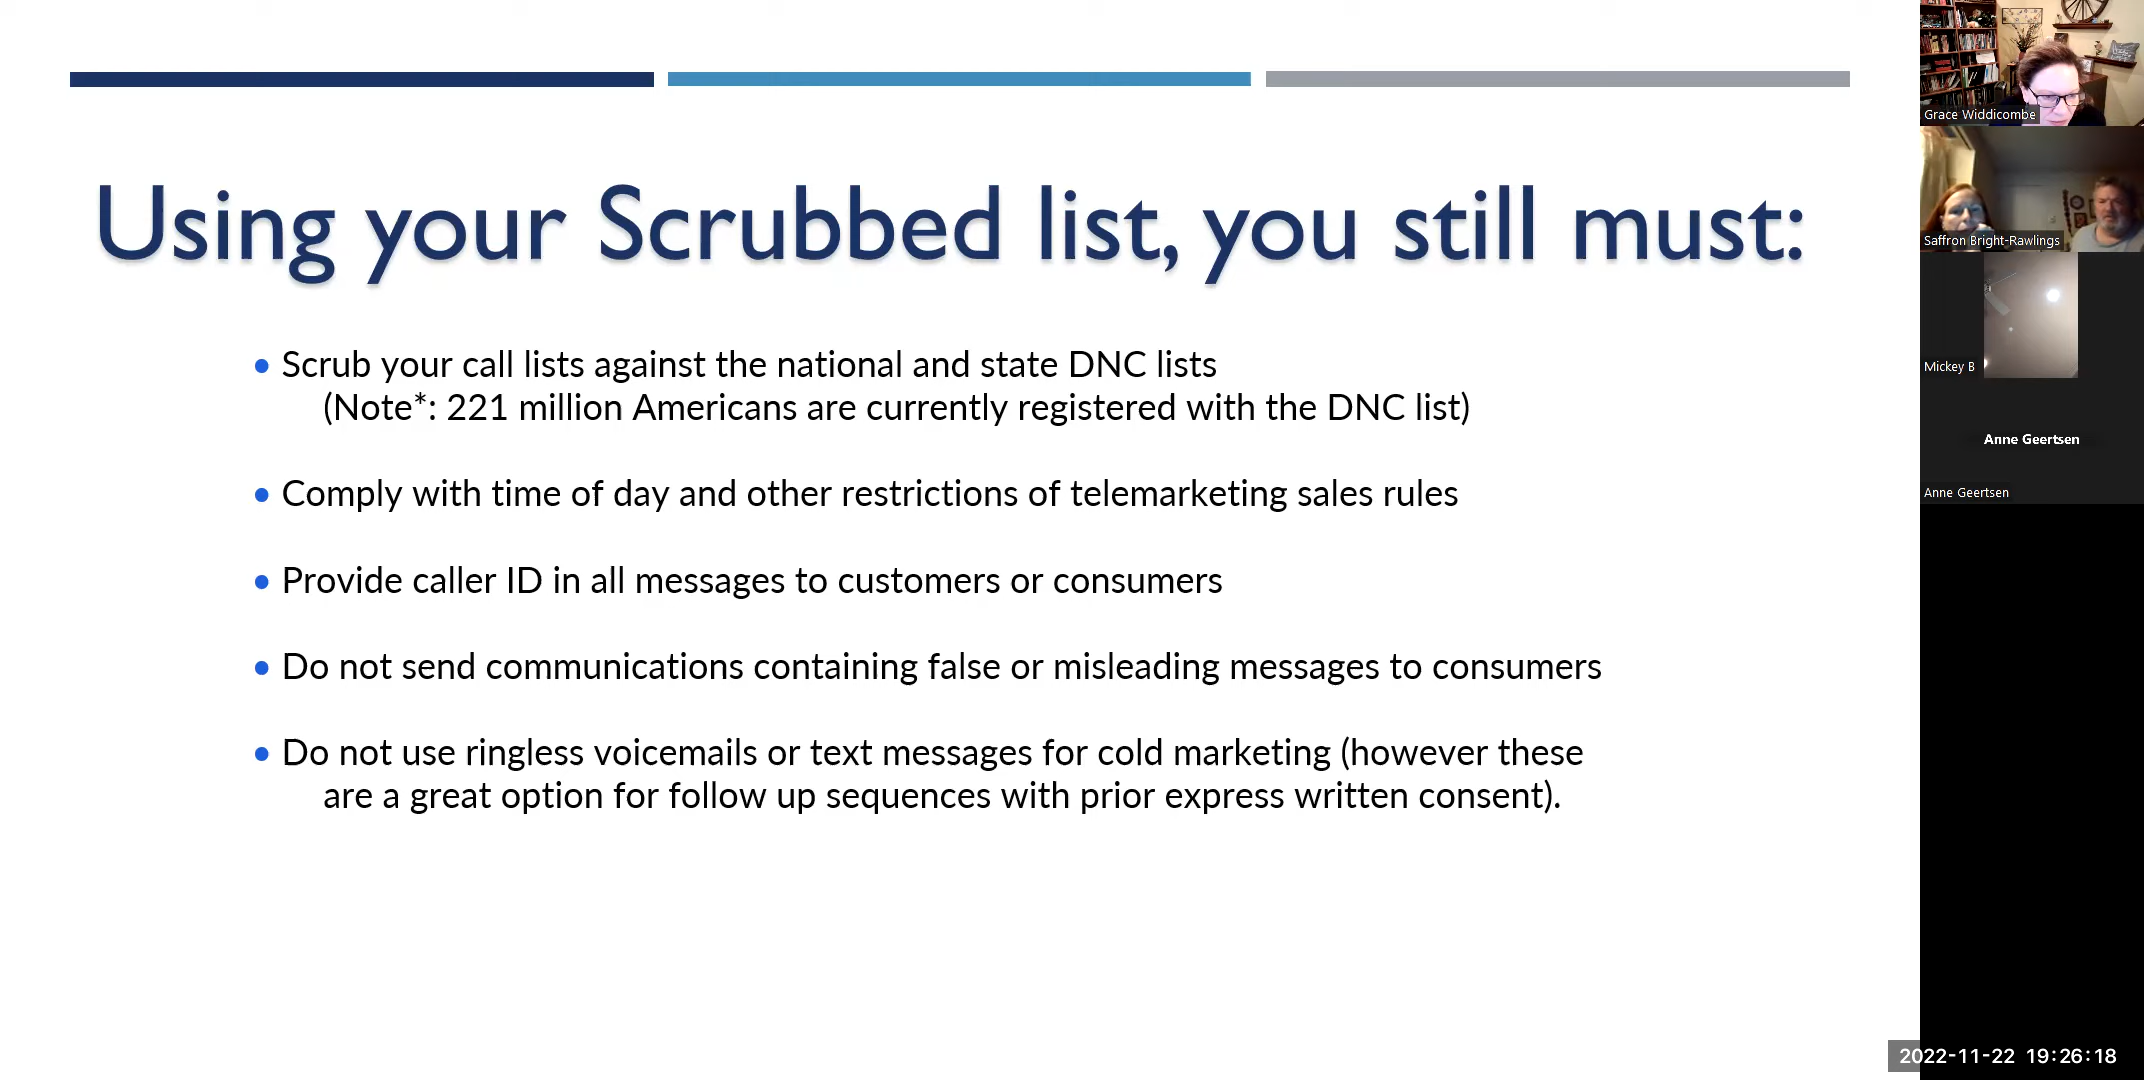 Using your Scrubbed list, you still must:
• Scrub your call lists against the national and state DNC lists
(Note*: 221 million Americans are currently registered with the DNC list)
• Comply with time of day and other restrictions of telemarketing sales rules
• Provide caller ID in all messages to customers or consumers
• Do not send communications containing false or misleading messages to consumers
• Do not use ringless voicemails or text messages for cold marketing (however these
are a great option for follow up sequences with prior express written consent).
Grace Widdicombe
Saffron Bright-Rawlings
Mickey B
Anne Geertsen
Anne Geertsen
2022-11-22 19:26:18